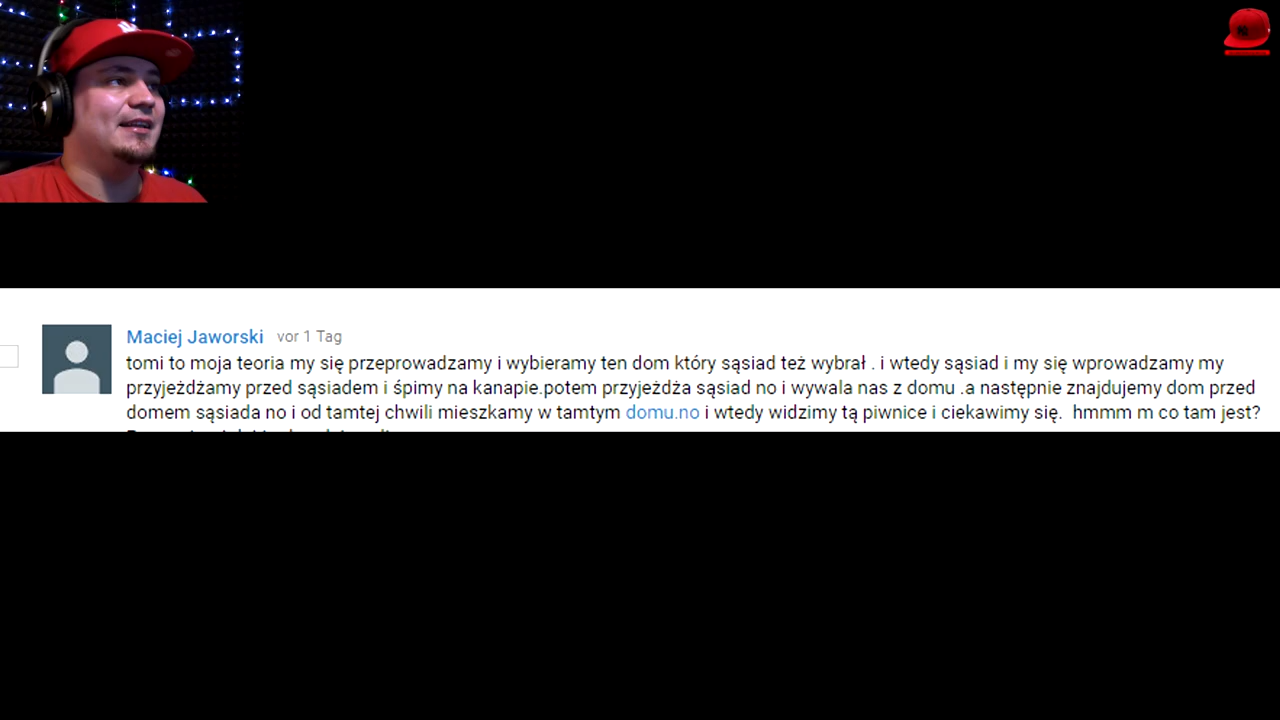 Maciej Jaworski vor 1 Tag
tomi to moja teoria my się przeprowadzamy i wybieramy ten dom który sąsiad też wybrał . i wtedy sąsiad i my się wprowadzamy my
przyjeżdżamy przed sąsiadem i śpimy na kanapie.potem przyjeżdża sąsiad no i wywala nas z domu .a następnie znajdujemy dom przed
domem sąsiada no i od tamtej chwili mieszkamy w tamtym domu.no i wtedy widzimy tą piwnice i ciekawimy się.  hmmm m co tam jest?